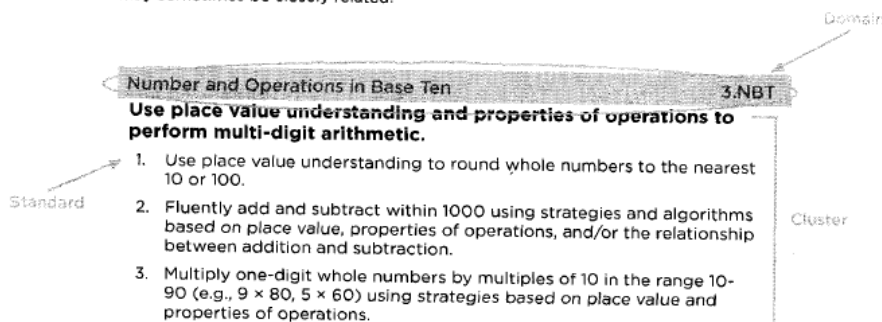 sometimes be closely related.
Domain
Number and Operations in Base Ten 3.NBT
Use place value understanding and properties of operations to
perform multi-digit arithmetic.
1. Use place value understanding to round whole numbers to the nearest
10 or 100.
Standard
2. Fluently add and subtract within 1000 using strategies and algorithms
based on place value, properties of operations, and/or the relationship
between addition and subtraction.
Cluster
3. Multiply one-digit whole numbers by multiples of 10 in the range 10-
90 (e.g., 9 × 80, 5 × 60) using strategies based on place value and
properties of operations.